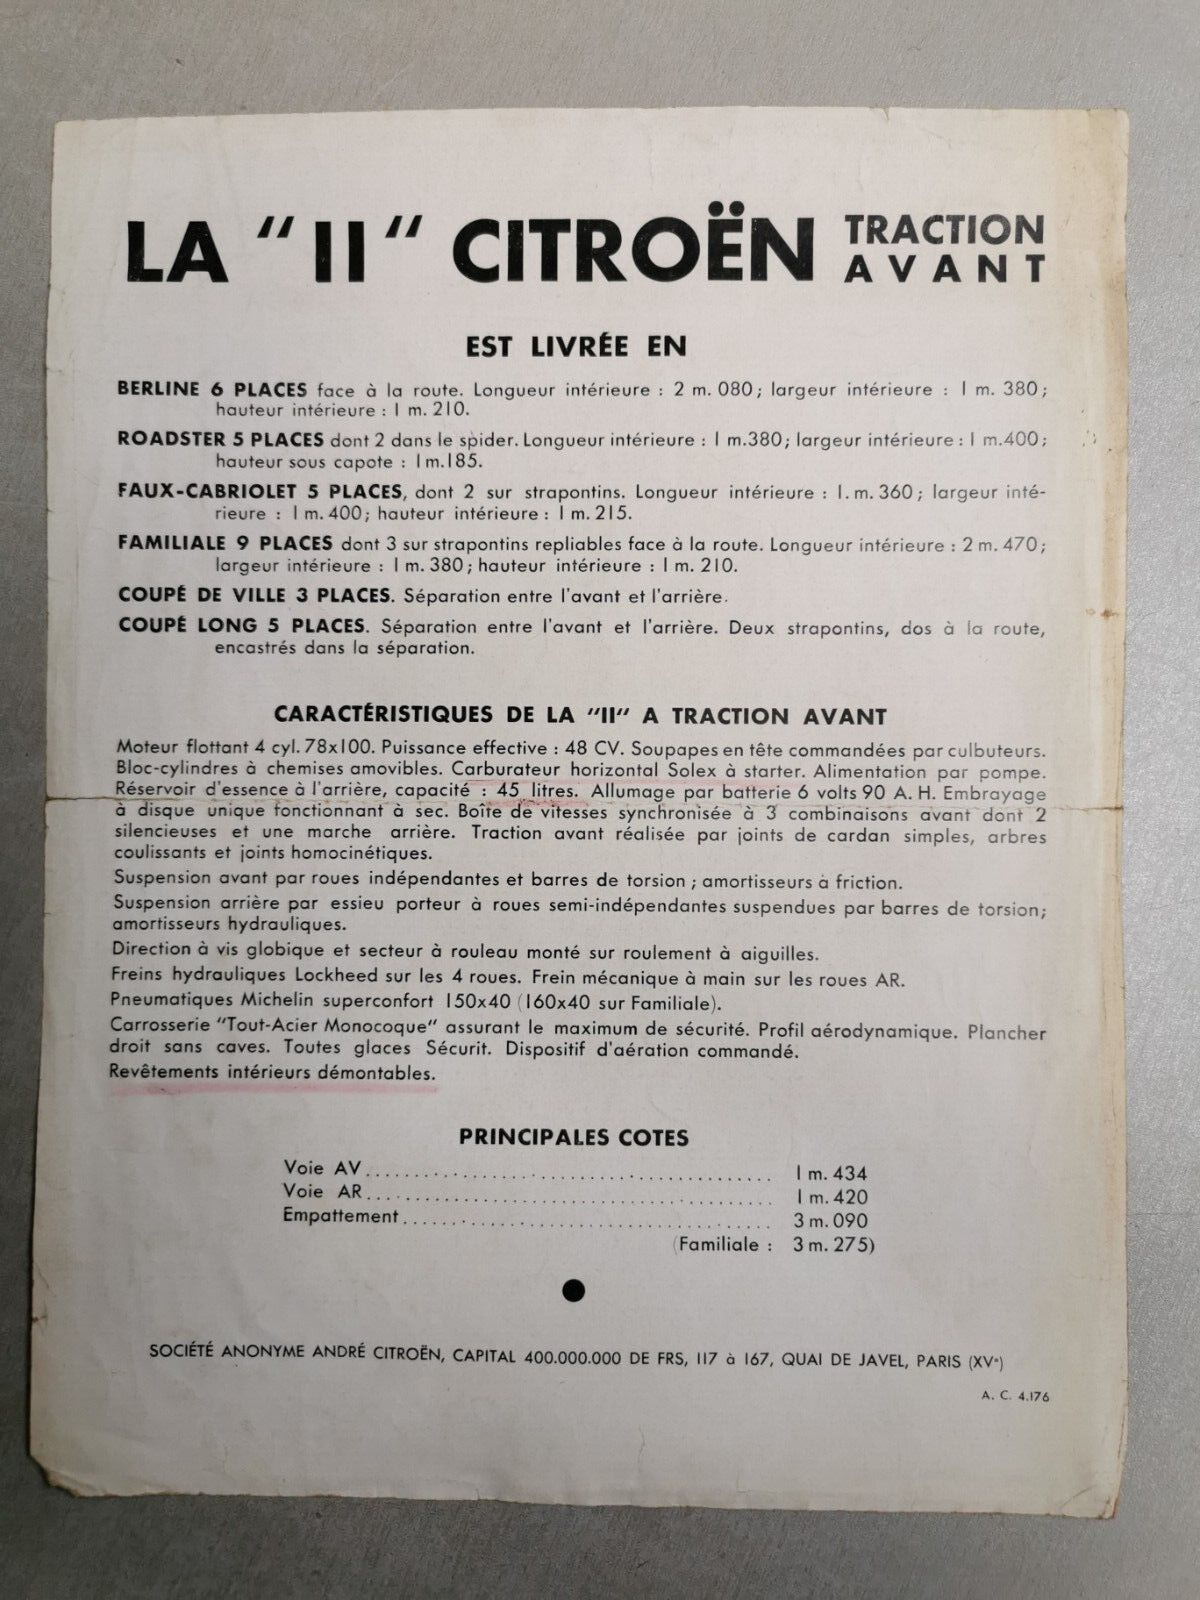 LA "11" CITROËN TRACTION AVANT
EST LIVRÉE EN
BERLINE 6 PLACES face à la route. Longueur intérieure : 2 m. 080; largeur intérieure : 1 m. 380;
hauteur intérieure : 1 m. 210.
ROADSTER 5 PLACES dont 2 dans le spider. Longueur intérieure : 1 m.380; largeur intérieure : 1 m.400;
hauteur sous capote : 1 m.185.
FAUX-CABRIOLET 5 PLACES, dont 2 sur strapontins. Longueur intérieure : 1.m. 360; largeur inté-
rieure : 1 m. 400; hauteur intérieure : 1 m. 215.
FAMILIALE 9 PLACES dont 3 sur strapontins repliables face à la route. Longueur intérieure : 2 m. 470;
largeur intérieure : 1 m. 380; hauteur intérieure : 1 m. 210.
COUPÉ DE VILLE 3 PLACES. Séparation entre l'avant et l'arrière.
COUPÉ LONG 5 PLACES. Séparation entre l'avant et l'arrière. Deux strapontins, dos à la route,
encastrés dans la séparation.
CARACTÉRISTIQUES DE LA "11" A TRACTION AVANT
Moteur flottant 4 cyl. 78x100. Puissance effective : 48 CV. Soupapes en tête commandées par culbuteurs.
Bloc-cylindres à chemises amovibles. Carburateur horizontal Solex à starter. Alimentation par pompe.
Réservoir d'essence à l'arrière, capacité : 45 litres. Allumage par batterie 6 volts 90 A. H. Embrayage
à disque unique fonctionnant à sec. Boîte de vitesses synchronisée à 3 combinaisons avant dont 2
silencieuses et une marche arrière. Traction avant réalisée par joints de cardan simples, arbres
coulissants et joints homocinétiques.
Suspension avant par roues indépendantes et barres de torsion; amortisseurs à friction.
Suspension arrière par essieu porteur à roues semi-indépendantes suspendues par barres de torsion;
amortisseurs hydrauliques.
Direction à vis globique et secteur à rouleau monté sur roulement à aiguilles.
Freins hydrauliques Lockheed sur les 4 roues. Frein mécanique à main sur les roues AR.
Pneumatiques Michelin superconfort 150x40 (160x40 sur Familiale).
Carrosserie "Tout-Acier Monocoque" assurant le maximum de sécurité. Profil aérodynamique. Plancher
droit sans caves. Toutes glaces Sécurit. Dispositif d'aération commandé.
Revêtements intérieurs démontables.
PRINCIPALES COTES
Voie AV........................................ 1 m. 434
Voie AR........................................ 1 m. 420
Empattement.................................... 3 m. 090
(Familiale : 3 m. 275)
SOCIÉTÉ ANONYME ANDRÉ CITROËN, CAPITAL 400.000.000 DE FRS, 117 à 167, QUAI DE JAVEL, PARIS (XVe)
A. C. 4.176